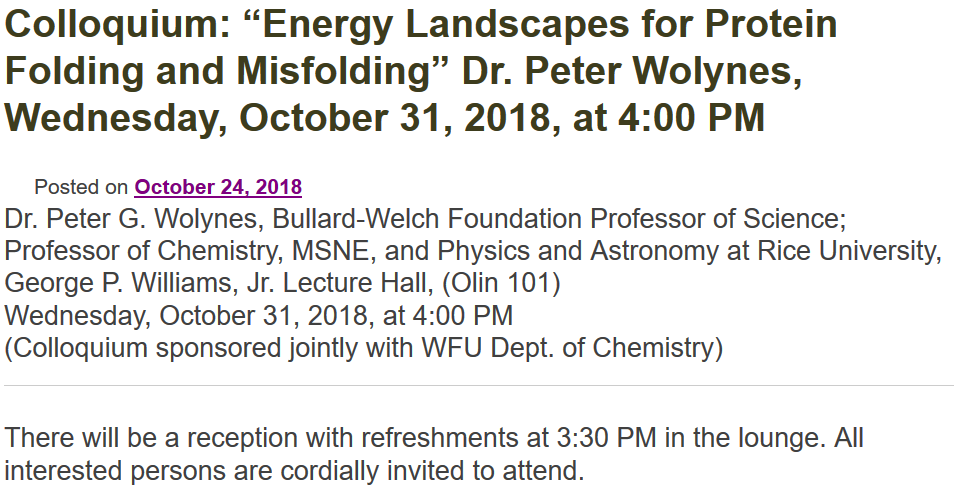 Colloquium: “Energy Landscapes for Protein
Folding and Misfolding” Dr. Peter Wolynes,
Wednesday, October 31, 2018, at 4:00 PM
Posted on October 24, 2018
Dr. Peter G. Wolynes, Bullard-Welch Foundation Professor of Science;
Professor of Chemistry, MSNE, and Physics and Astronomy at Rice University,
George P. Williams, Jr. Lecture Hall, (Olin 101)
Wednesday, October 31, 2018, at 4:00 PM
(Colloquium sponsored jointly with WFU Dept. of Chemistry)
There will be a reception with refreshments at 3:30 PM in the lounge. All
interested persons are cordially invited to attend.